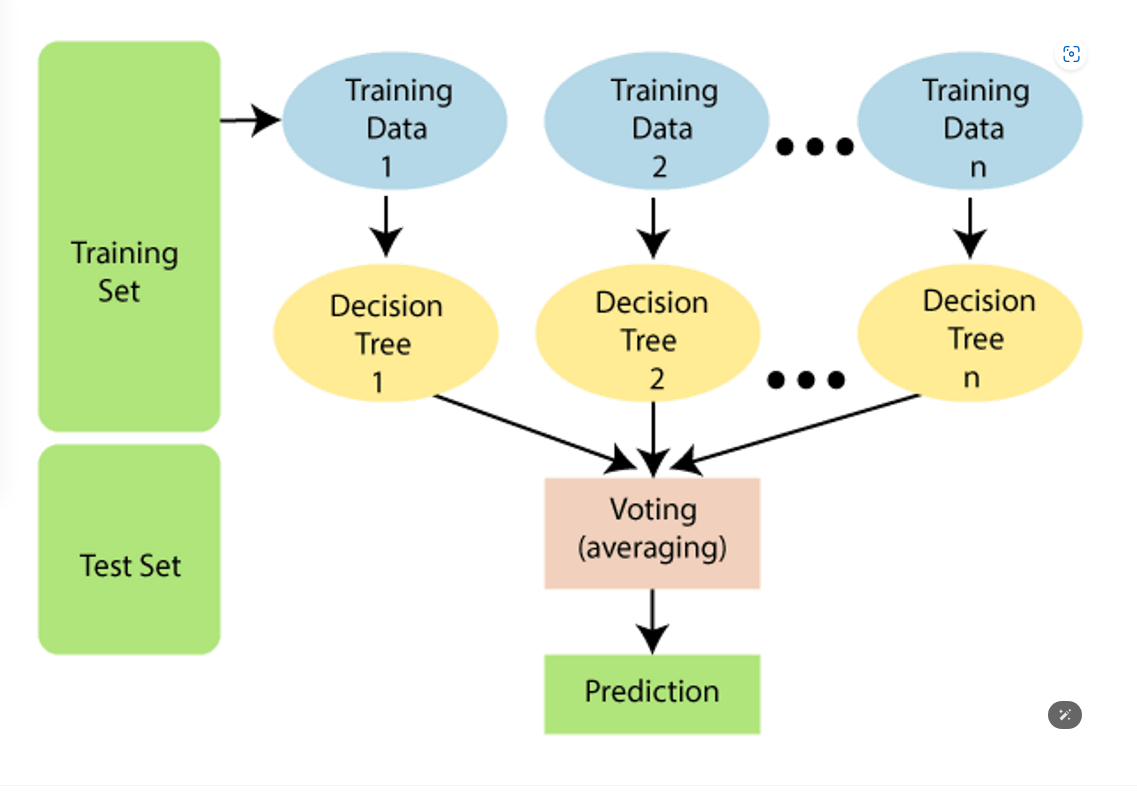 Training
Set
Training
Data
1
Training
Data
2
Training
Data
n
Decision
Tree
1
Decision
Tree
2
Decision
Tree
n
Voting
(averaging)
Test Set
Prediction